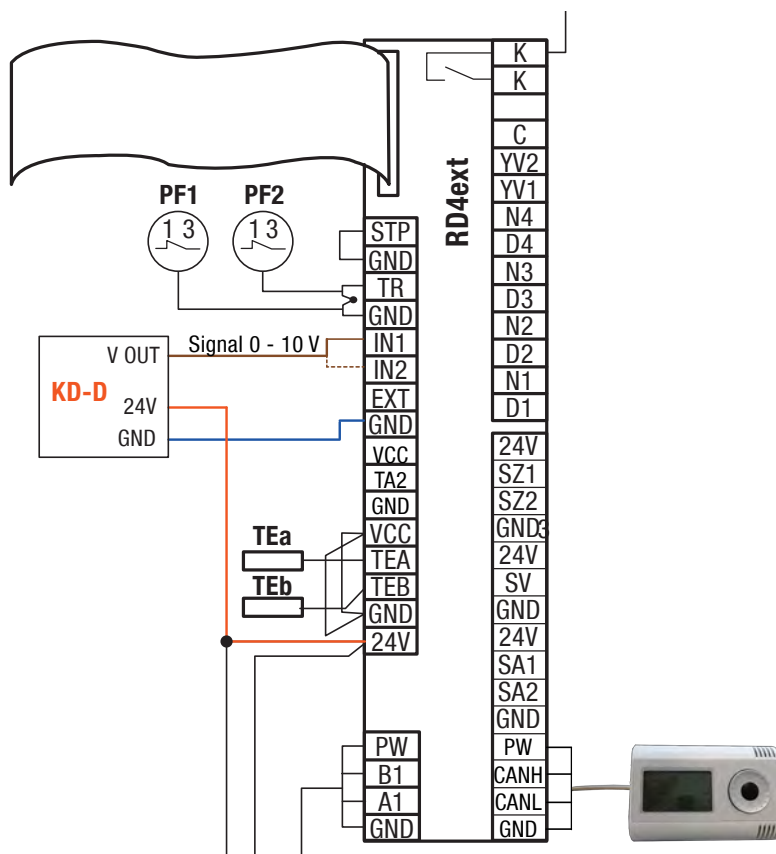 K
K
C
YV2
YV1
N4
D4
N3
D3
N2
D2
N1
D1
RD4ext
PF1
PF2
1 3
1 3
STP
GND
TR
GND
IN1
IN2
EXT
GND
VCC
TA2
GND
VCC
TEA
TEB
GND
24V
Signal 0 - 10 V
V OUT
KD-D
24V
GND
TEa
TEb
24V
SZ1
SZ2
GND3
24V
SV
GND
24V
SA1
SA2
GND
PW
B1
A1
GND
PW
CANH
CANL
GND